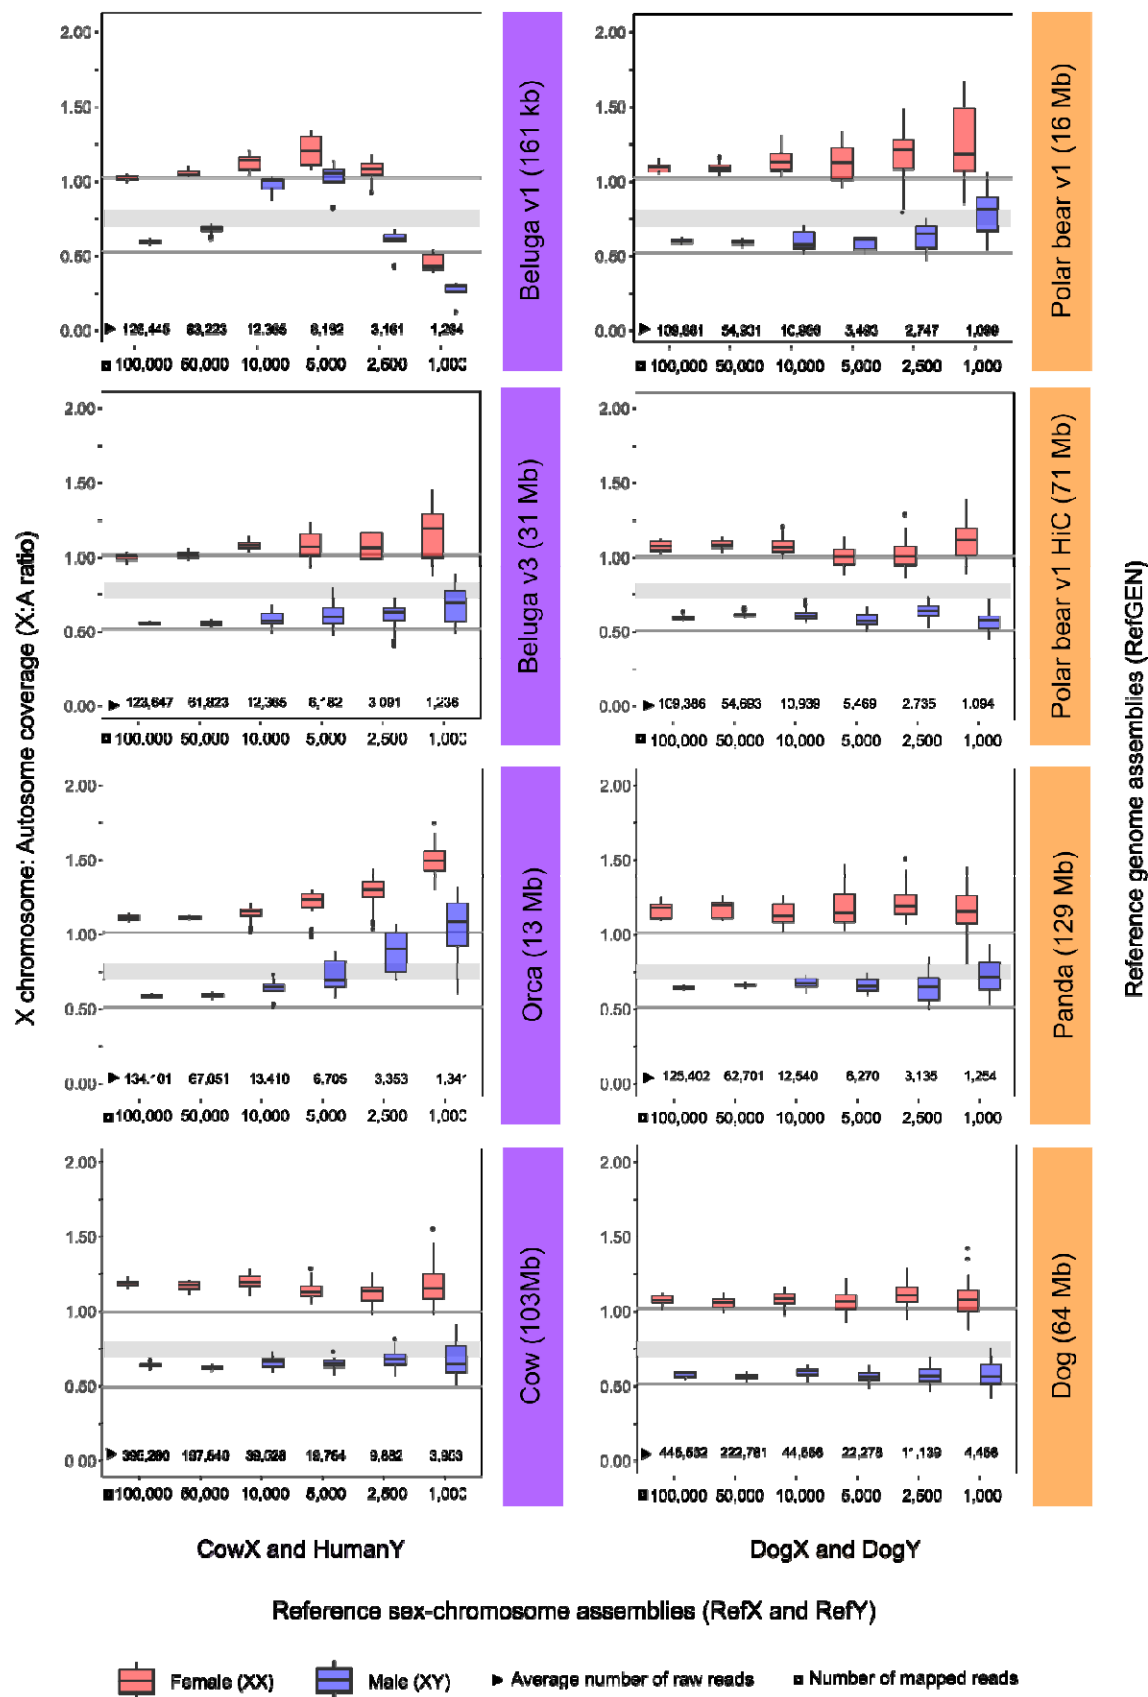 X chromosome: Autosome coverage (X:A ratio)
Reference genome assemblies (RefGEN)
2.00
1.50
1.00
0.50
0.00
100,000 50,000 10,000 5,000 2,500 1,000
Beluga v1 (161 kb)
2.00
1.50
1.00
0.50
0.00
109,861 54,931 10,986 5,493 2,747 1,099
100,000 50,000 10,000 5,000 2,500 1,000
Polar bear v1 (16 Mb)
2.00
1.50
1.00
0.50
0.00
123,647 61,823 12,365 6,182 3,091 1,236
100,000 50,000 10,000 5,000 2,500 1,000
Beluga v3 (31 Mb)
2.00
1.50
1.00
0.50
0.00
109,386 54,693 10,939 5,469 2,735 1,094
100,000 50,000 10,000 5,000 2,500 1,000
Polar bear v1 HiC (71 Mb)
2.00
1.50
1.00
0.50
0.00
134,101 67,051 13,410 6,705 3,353 1,341
100,000 50,000 10,000 5,000 2,500 1,000
Orca (13 Mb)
2.00
1.50
1.00
0.50
0.00
125,402 62,701 12,540 6,270 3,135 1,254
100,000 50,000 10,000 5,000 2,500 1,000
Panda (129 Mb)
2.00
1.50
1.00
0.50
0.00
100,000 50,000 10,000 5,000 2,500 1,000
Cow (103Mb)
2.00
1.50
1.00
0.50
0.00
222,781 22,278 11,139 4,456
100,000 50,000 10,000 5,000 2,500 1,000
Dog (64 Mb)
CowX and HumanY
DogX and DogY
Reference sex-chromosome assemblies (RefX and RefY)
Female (XX)
Male (XY)
Average number of raw reads
Number of mapped reads